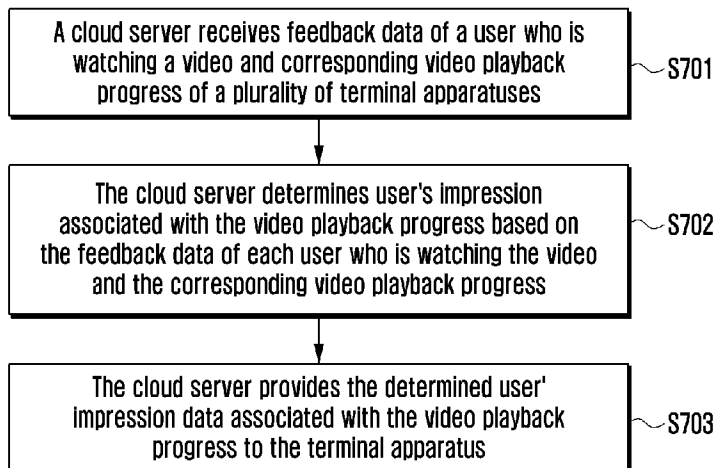 A cloud server receives feedback data of a user who is
watching a video and corresponding video playback
progress of a plurality of terminal apparatuses
S701
The cloud server determines user's impression
associated with the video playback progress based on
the feedback data of each user who is watching the video
and the corresponding video playback progress
S702
The cloud server provides the determined user'
impression data associated with the video playback
progress to the terminal apparatus
S703